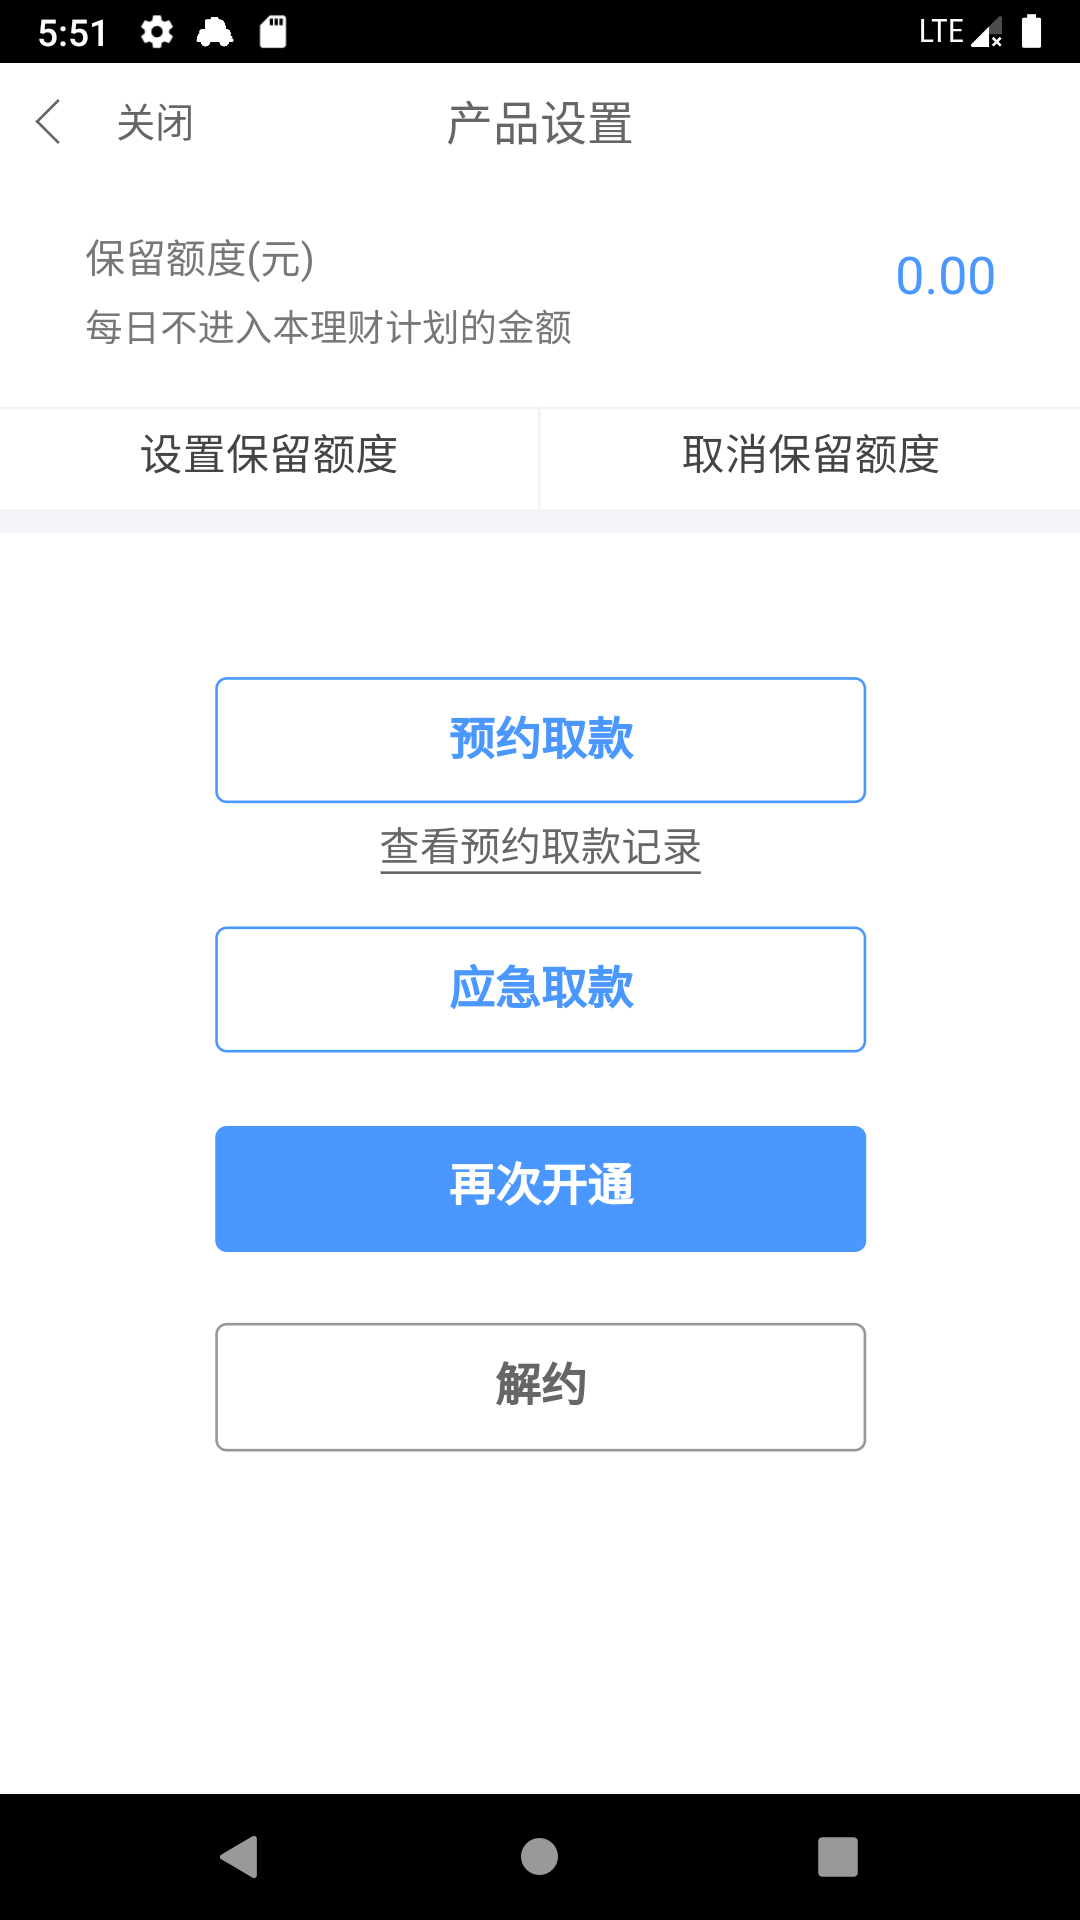 5:51
LTE
关闭
产品设置
保留额度(元)
0.00
每日不进入本理财计划的金额
设置保留额度
取消保留额度
预约取款
查看预约取款记录
应急取款
再次开通
解约